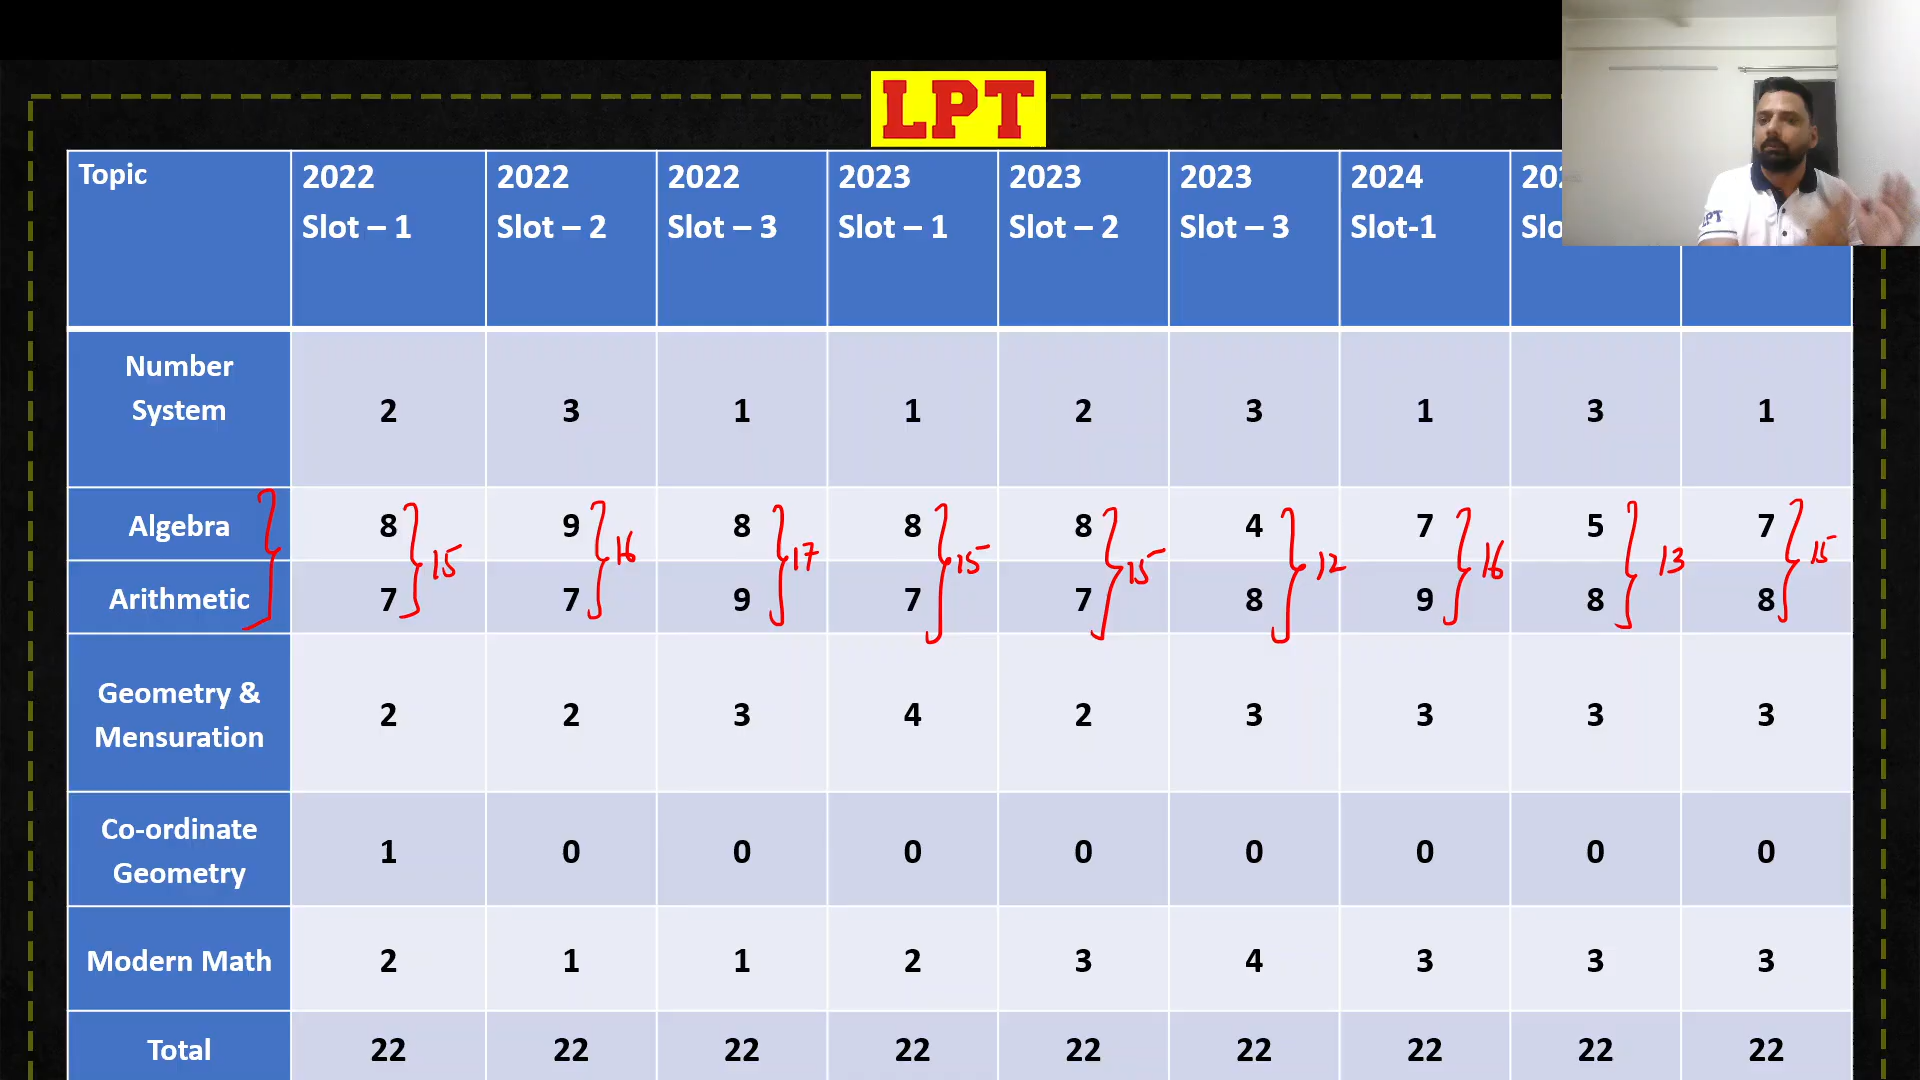 LPT
Topic 2022 2022 2022 2023 2023 2023 2024 202
Slot – 1 Slot – 2 Slot – 3 Slot – 1 Slot – 2 Slot – 3 Slot-1 Slo
Number
System 2 3 1 1 2 3 1 3 1
Algebra 8 9 8 8 8 4 7 5 7
15 16 17 15 15 12 16 13 15
Arithmetic 7 7 9 7 7 8 9 8 8
Geometry &
Mensuration 2 2 3 4 2 3 3 3 3
Co-ordinate
Geometry 1 0 0 0 0 0 0 0 0
Modern Math 2 1 1 2 3 4 3 3 3
Total 22 22 22 22 22 22 22 22 22
LPT